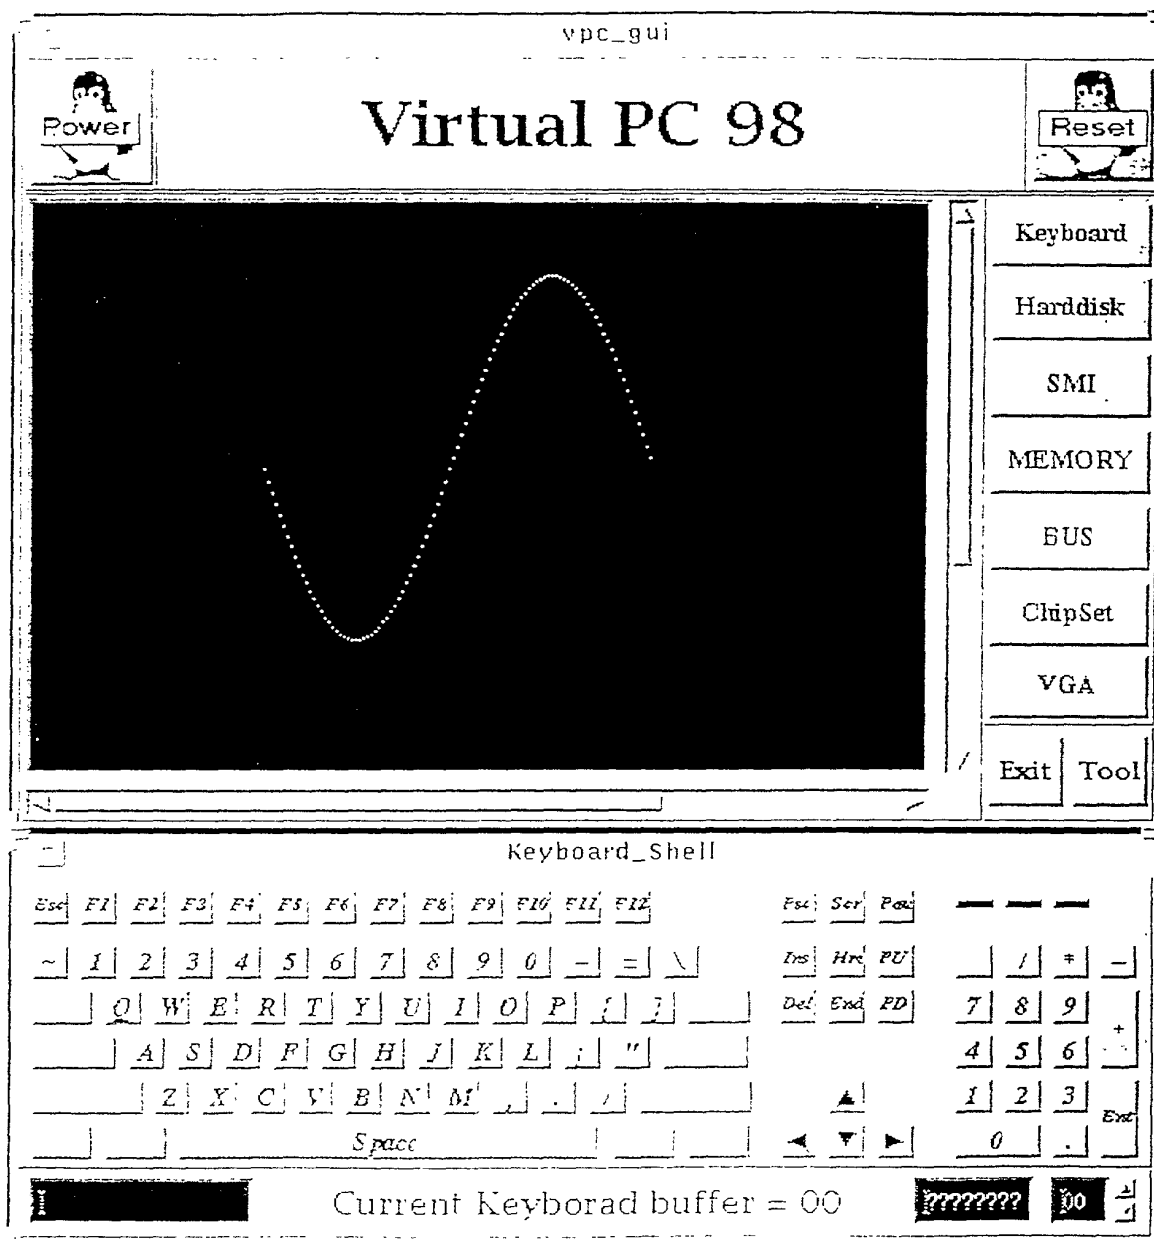 vpc_gui
Power
Virtual PC 98
Reset
Keyboard
Harddisk
SMI
MEMORY
BUS
ChipSet
VGA
Exit Tool
Keyboard_Shell
Esc F1 F2 F3 F4 F5 F6 F7 F8 F9 F10 F11 F12 Scr
~ 1 2 3 4 5 6 7 8 9 0 - = \ Ins PU / * -
Q W E R T Y U I O P [ ] Del End PD 7 8 9 +
A S D F G H J K L ; " 4 5 6
Z X C V B N M , . / 1 2 3 Ent
Space 0 .
Current Keyborad buffer = 00 ???????? 00